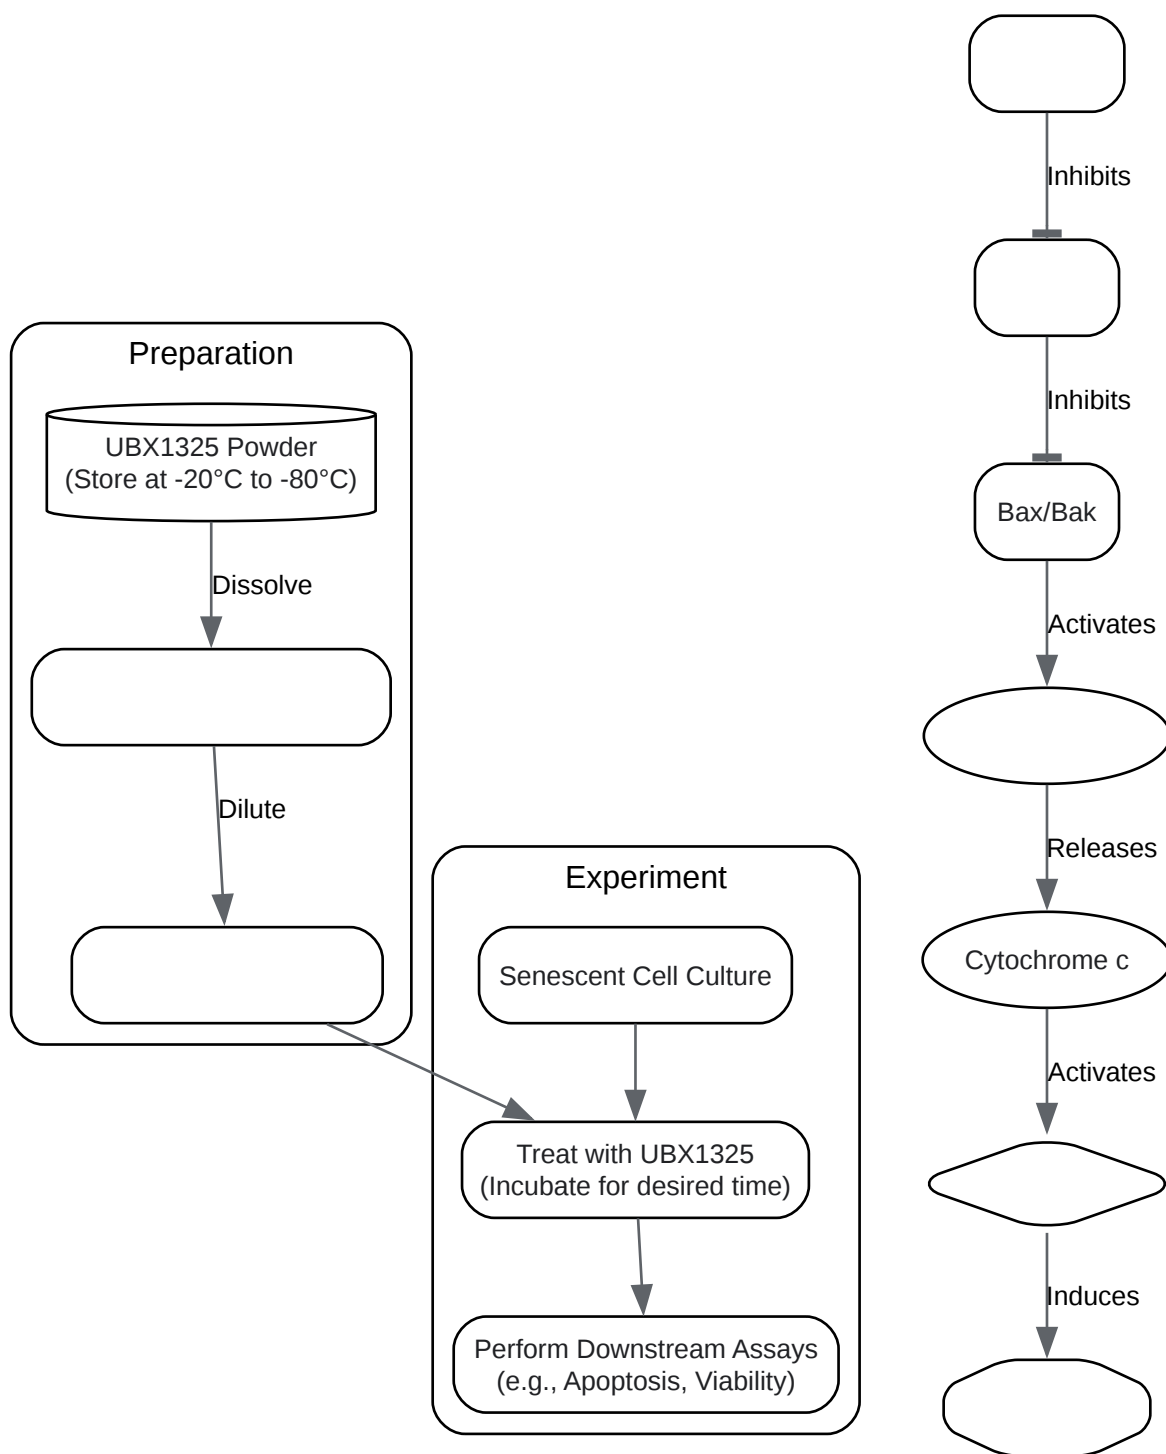 Preparation
UBX1325 Powder
(Store at -20°C to -80°C)
Dissolve
Dilute
Experiment
Senescent Cell Culture
Treat with UBX1325
(Incubate for desired time)
Perform Downstream Assays
(e.g., Apoptosis, Viability)
Inhibits
Inhibits
Bax/Bak
Activates
Releases
Cytochrome c
Activates
Induces